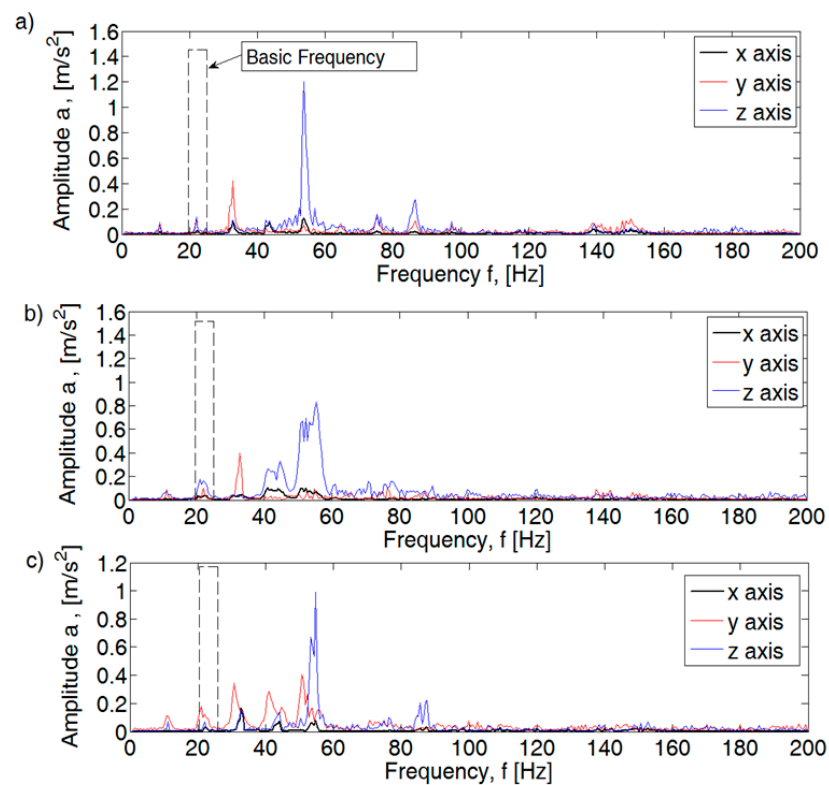 a)
Amplitude a , [m/s²]
1.6
1.4
1.2
1
0.8
0.6
0.4
0.2
0
Basic Frequency
x axis
y axis
z axis
0 20 40 60 80 100 120 140 160 180 200
Frequency f, [Hz]
b)
Amplitude a , [m/s²]
1.6
1.4
1.2
1
0.8
0.6
0.4
0.2
0
x axis
y axis
z axis
0 20 40 60 80 100 120 140 160 180 200
Frequency, f [Hz]
c)
Amplitude a , [m/s²]
1.2
1
0.8
0.6
0.4
0.2
0
x axis
y axis
z axis
0 20 40 60 80 100 120 140 160 180 200
Frequency, f [Hz]